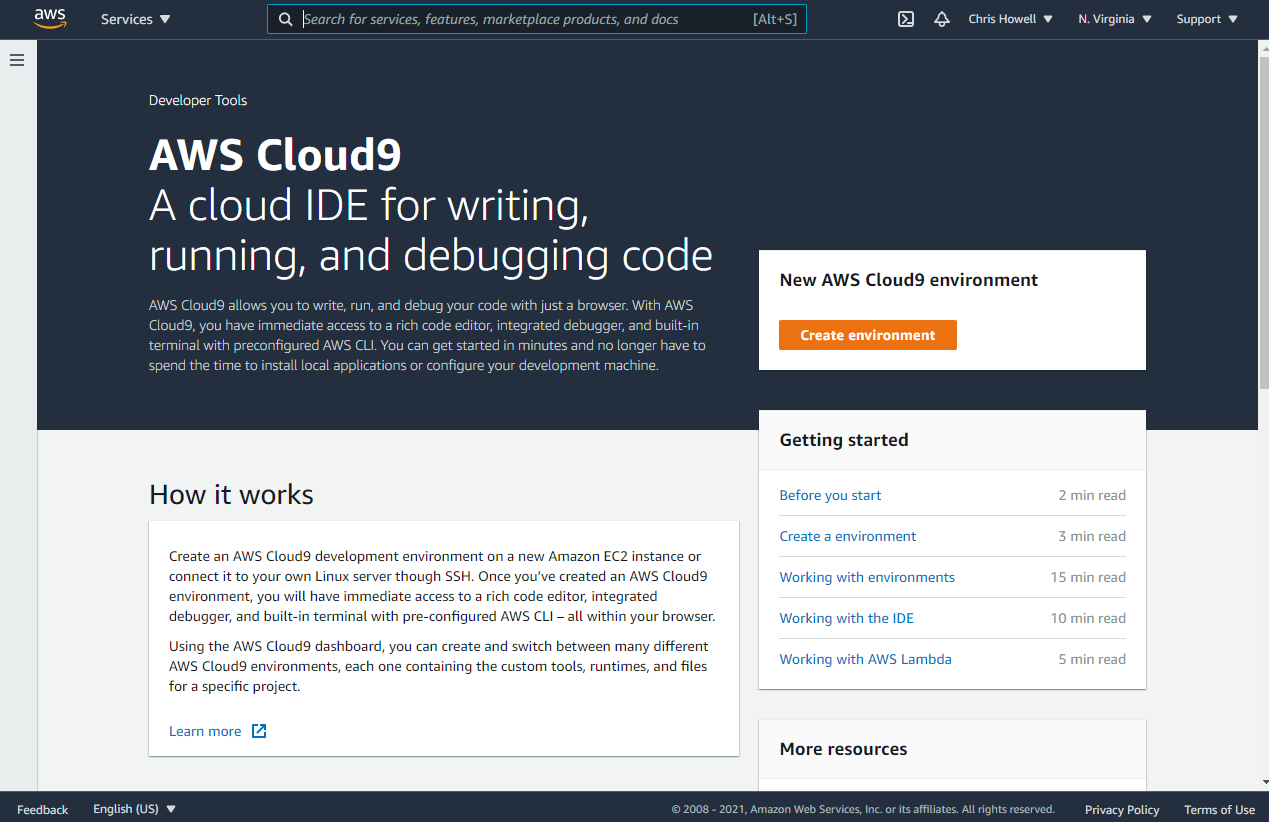 aws Services Search for services, features, marketplace products, and docs [Alt+S] Chris Howell N. Virginia Support
Developer Tools
AWS Cloud9
A cloud IDE for writing,
running, and debugging code
AWS Cloud9 allows you to write, run, and debug your code with just a browser. With AWS
Cloud9, you have immediate access to a rich code editor, integrated debugger, and built-in
terminal with preconfigured AWS CLI. You can get started in minutes and no longer have to
spend the time to install local applications or configure your development machine.
New AWS Cloud9 environment
Create environment
How it works
Create an AWS Cloud9 development environment on a new Amazon EC2 instance or
connect it to your own Linux server though SSH. Once you've created an AWS Cloud9
environment, you will have immediate access to a rich code editor, integrated
debugger, and built-in terminal with pre-configured AWS CLI – all within your browser.
Using the AWS Cloud9 dashboard, you can create and switch between many different
AWS Cloud9 environments, each one containing the custom tools, runtimes, and files
for a specific project.
Learn more
Getting started
Before you start 2 min read
Create a environment 3 min read
Working with environments 15 min read
Working with the IDE 10 min read
Working with AWS Lambda 5 min read
More resources
Feedback English (US) © 2008 - 2021, Amazon Web Services, Inc. or its affiliates. All rights reserved. Privacy Policy Terms of Use